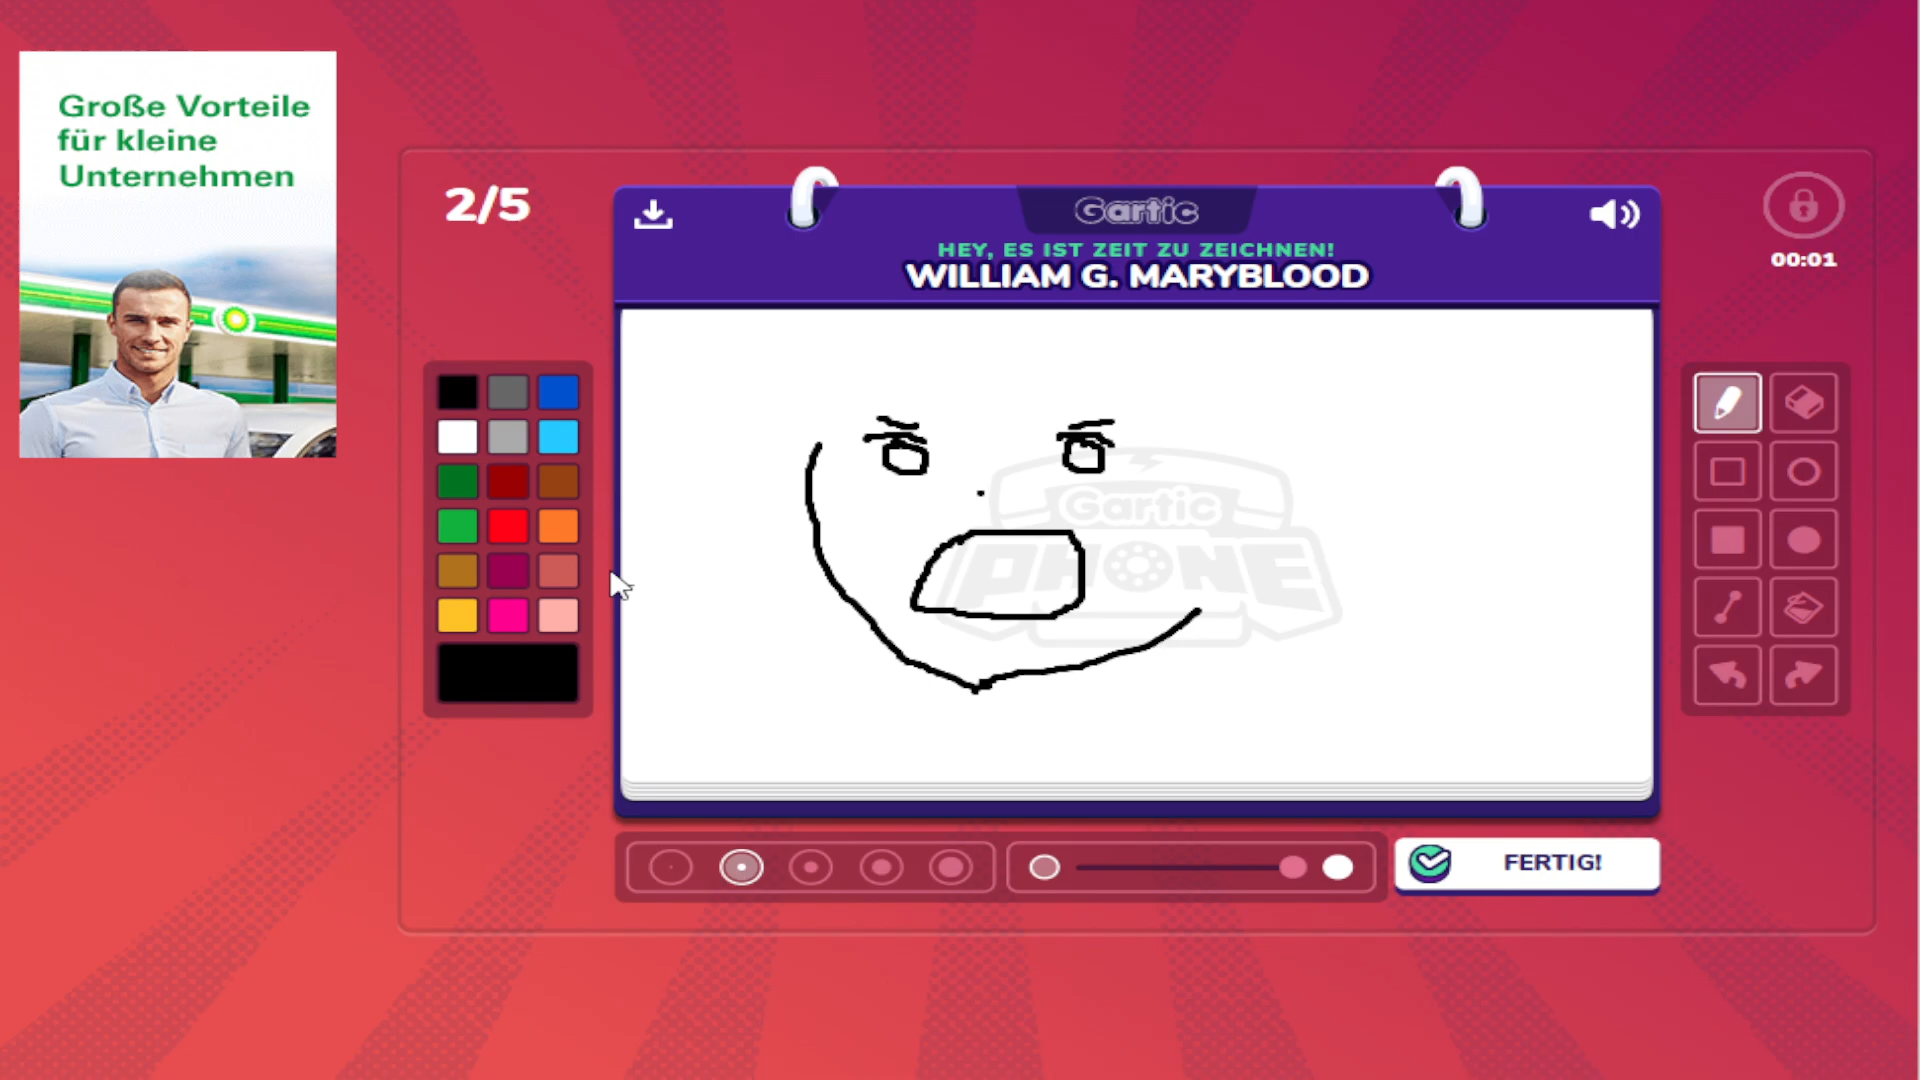 Große Vorteile
für kleine
Unternehmen
2/5
Gartic
HEY, ES IST ZEIT ZU ZEICHNEN!
WILLIAM G. MARYBLOOD
00:01
Gartic
PHONE
FERTIG!